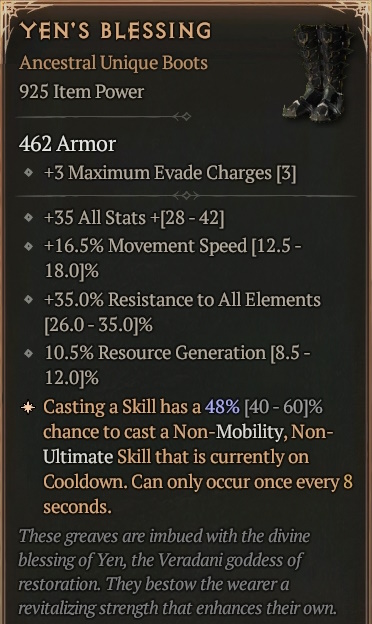 YEN'S BLESSING
Ancestral Unique Boots
925 Item Power
462 Armor
+3 Maximum Evade Charges [3]
+35 All Stats +[28 - 42]
+16.5% Movement Speed [12.5 -
18.0]%
+35.0% Resistance to All Elements
[26.0 - 35.0]%
10.5% Resource Generation [8.5 -
12.0]%
Casting a Skill has a 48% [40 - 60]%
chance to cast a Non-Mobility, Non-
Ultimate Skill that is currently on
Cooldown. Can only occur once every 8
seconds.
These greaves are imbued with the divine
blessing of Yen, the Veradani goddess of
restoration. They bestow the wearer a
revitalizing strength that enhances their own.